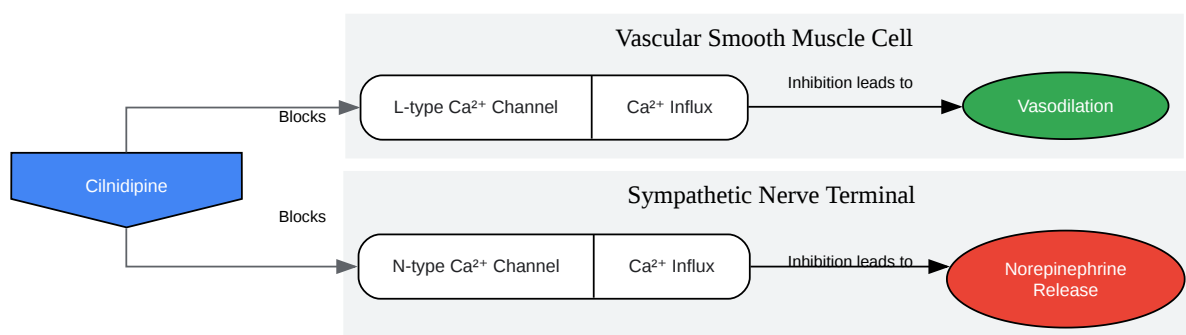 Vascular Smooth Muscle Cell
Blocks
L-type Ca²⁺ Channel
Ca²⁺ Influx
Inhibition leads to
Vasodilation
Cilnidipine
Sympathetic Nerve Terminal
Blocks
N-type Ca²⁺ Channel
Ca²⁺ Influx
Inhibition leads to
Norepinephrine
Release